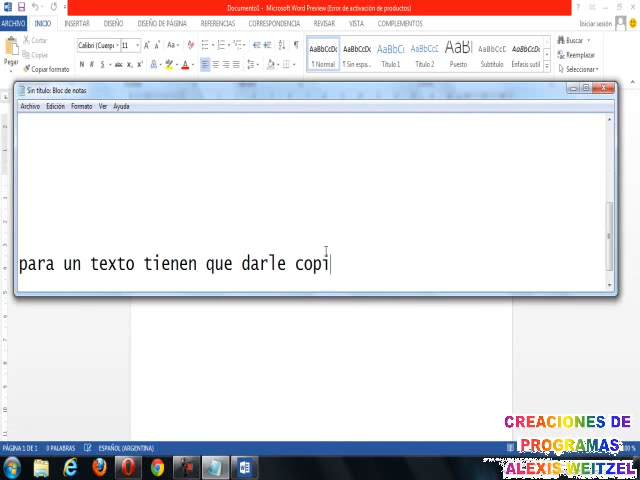 Documento1 - Microsoft Word Preview (Error de activación de productos)
ARCHIVO INICIO INSERTAR DISEÑO DISEÑO DE PÁGINA REFERENCIAS CORRESPONDENCIA REVISAR VISTA COMPLEMENTOS Iniciar sesión
Pegar
Cortar
Copiar
Copiar formato
Calibri (Cuerpo 11
N K S
AaBbCcDc AaBbCcDc AaBbCc AaBbCcD AaBl AaBbCcD AaBbCcDc
¶ Normal ¶ Sin espa... Título 1 Título 2 Puesto Subtítulo Énfasis sutil
Buscar
Reemplazar
Seleccionar
Sin título: Bloc de notas
Archivo Edición Formato Ver Ayuda
para un texto tienen que darle copi
PÁGINA 1 DE 1 0 PALABRAS ESPAÑOL (ARGENTINA)
CREACIONES DE
PROGRAMAS
ALEXIS WEITZEL